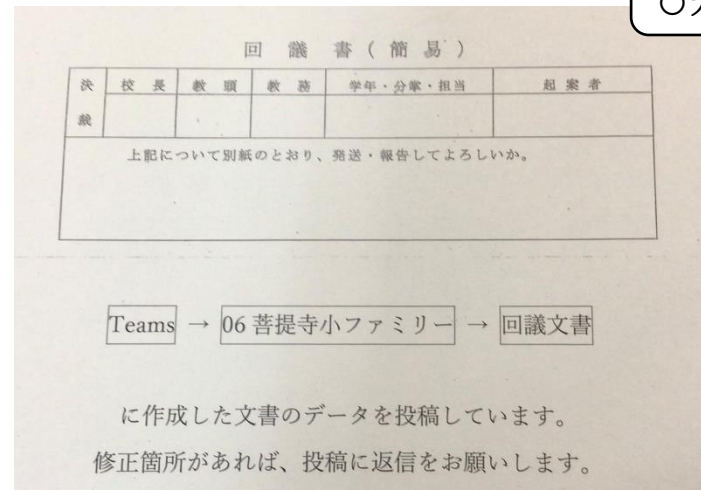 回議書(簡易)
決裁 校長 教頭 教務 学年・分掌・担当 起案者
上記について別紙のとおり、発送・報告してよろしいか。
Teams → 06 菩提寺小ファミリー → 回議文書
に作成した文書のデータを投稿しています。
修正箇所があれば、投稿に返信をお願いします。